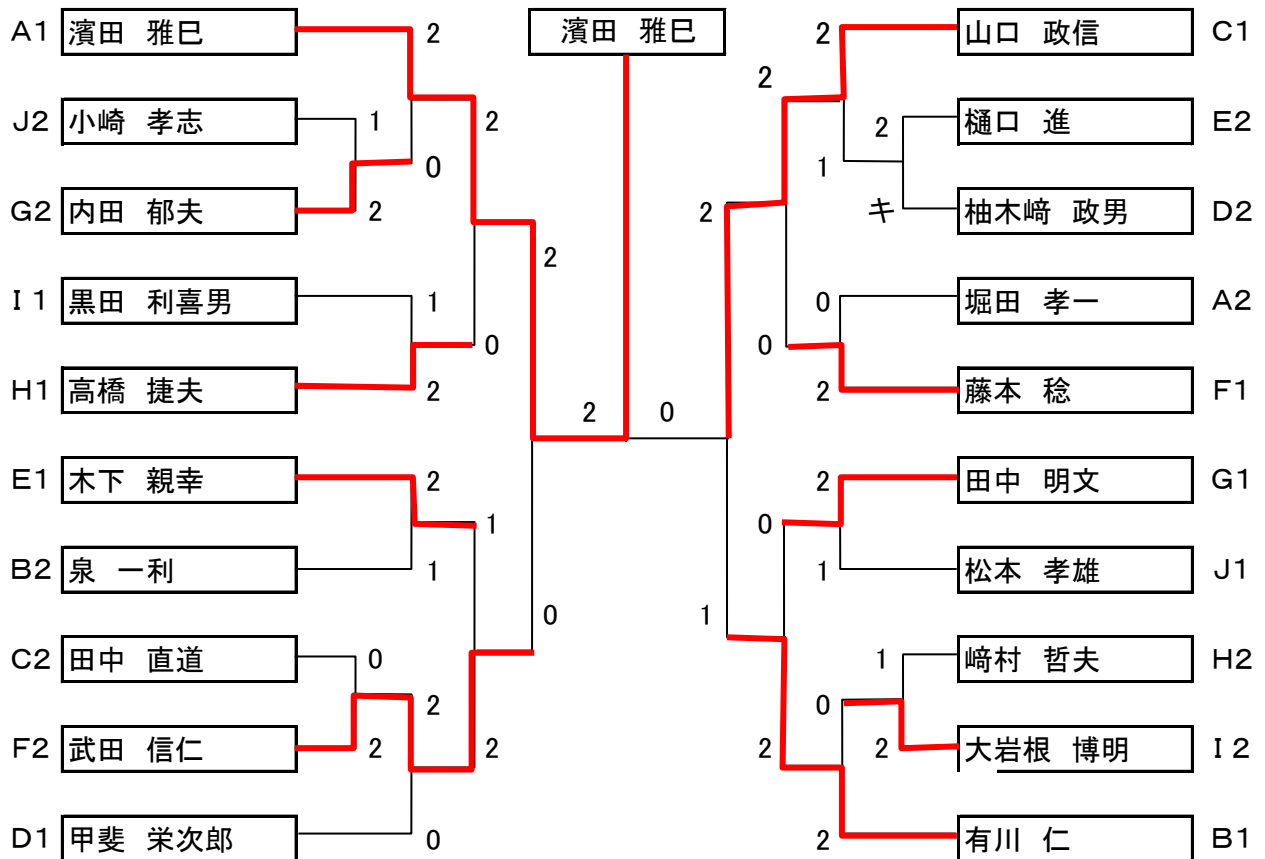 濱田 雅巳
A1 濱田 雅巳 2
2 山口 政信 C1
2
J2 小崎 孝志 1
2
2 樋口 進 E2
0
1
G2 内田 郁夫 2
2
キ 柚木﨑 政男 D2
2
I1 黒田 利喜男 1
0 堀田 孝一 A2
0
0
H1 高橋 捷夫 2
2 藤本 稔 F1
2 0
E1 木下 親幸 2
2 田中 明文 G1
1
0
B2 泉 一利 1
1 松本 孝雄 J1
0
1
C2 田中 直道 0
1 﨑村 哲夫 H2
2
0
F2 武田 信仁 2
2
2
2 大岩根 博明 I2
D1 甲斐 栄次郎 0
2 有川 仁 B1